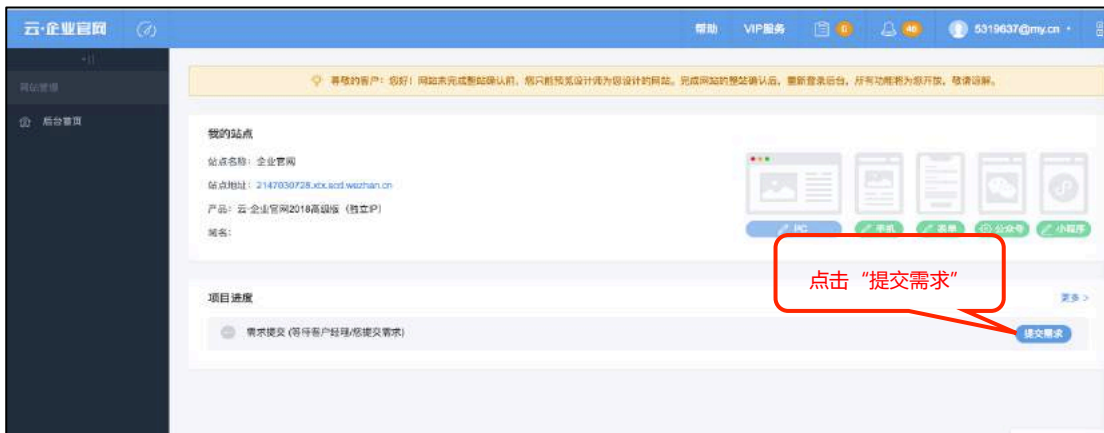 云·企业官网
帮助 VIP服务 0 48 5319637@my.cn
网站管理
后台首页
尊敬的客户：您好！网站未完成整站确认前，您只能预览设计师为您设计的网站。完成网站的整站确认后，重新登录后台，所有功能将为您开放，敬请谅解。
我的站点
站点名称：企业官网
站点地址：2147030728.xtx.scd.wezhan.cn
产品：云·企业官网2018高级版（独立IP）
域名：
PC 手机 表单 公众号 小程序
点击“提交需求”
项目进度 更多 >
需求提交 (等待客户经理/您提交需求) 提交需求